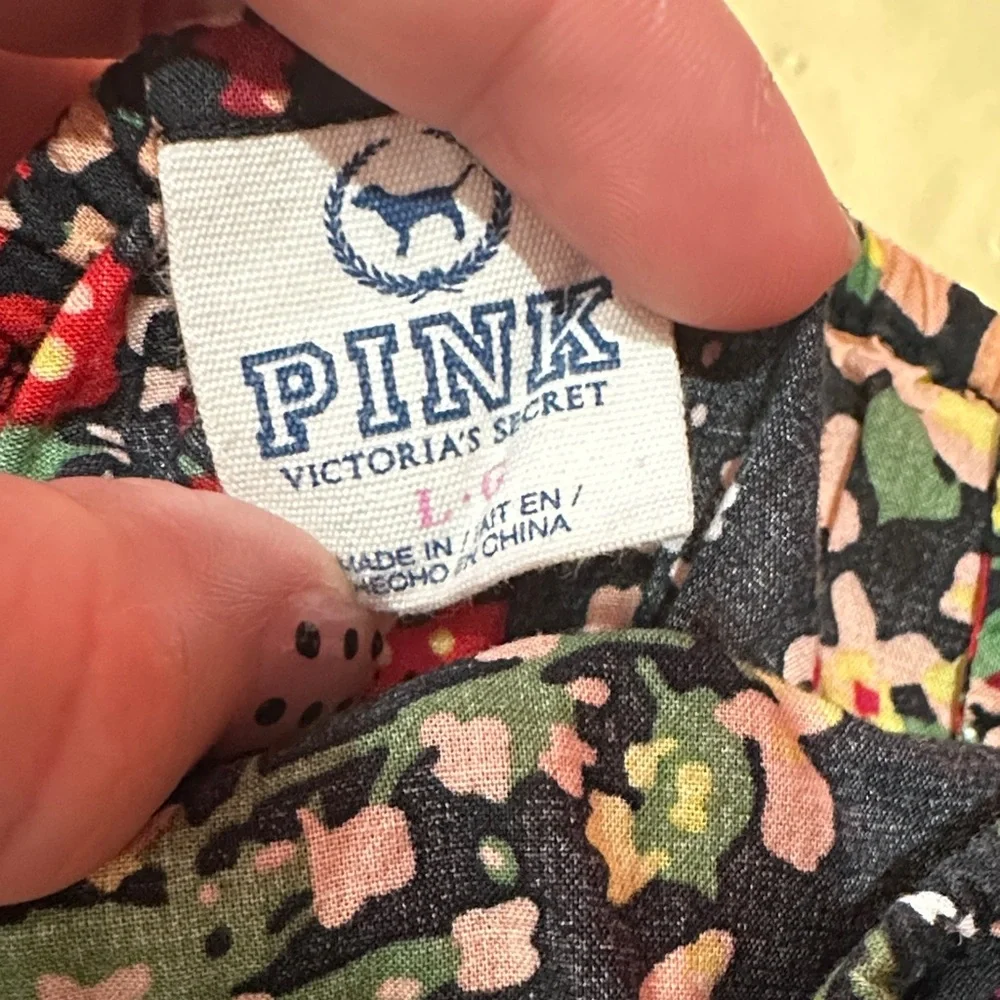 PINK
VICTORIA'S SECRET
L·G
MADE IN / FAIT EN /
HECHO EN CHINA